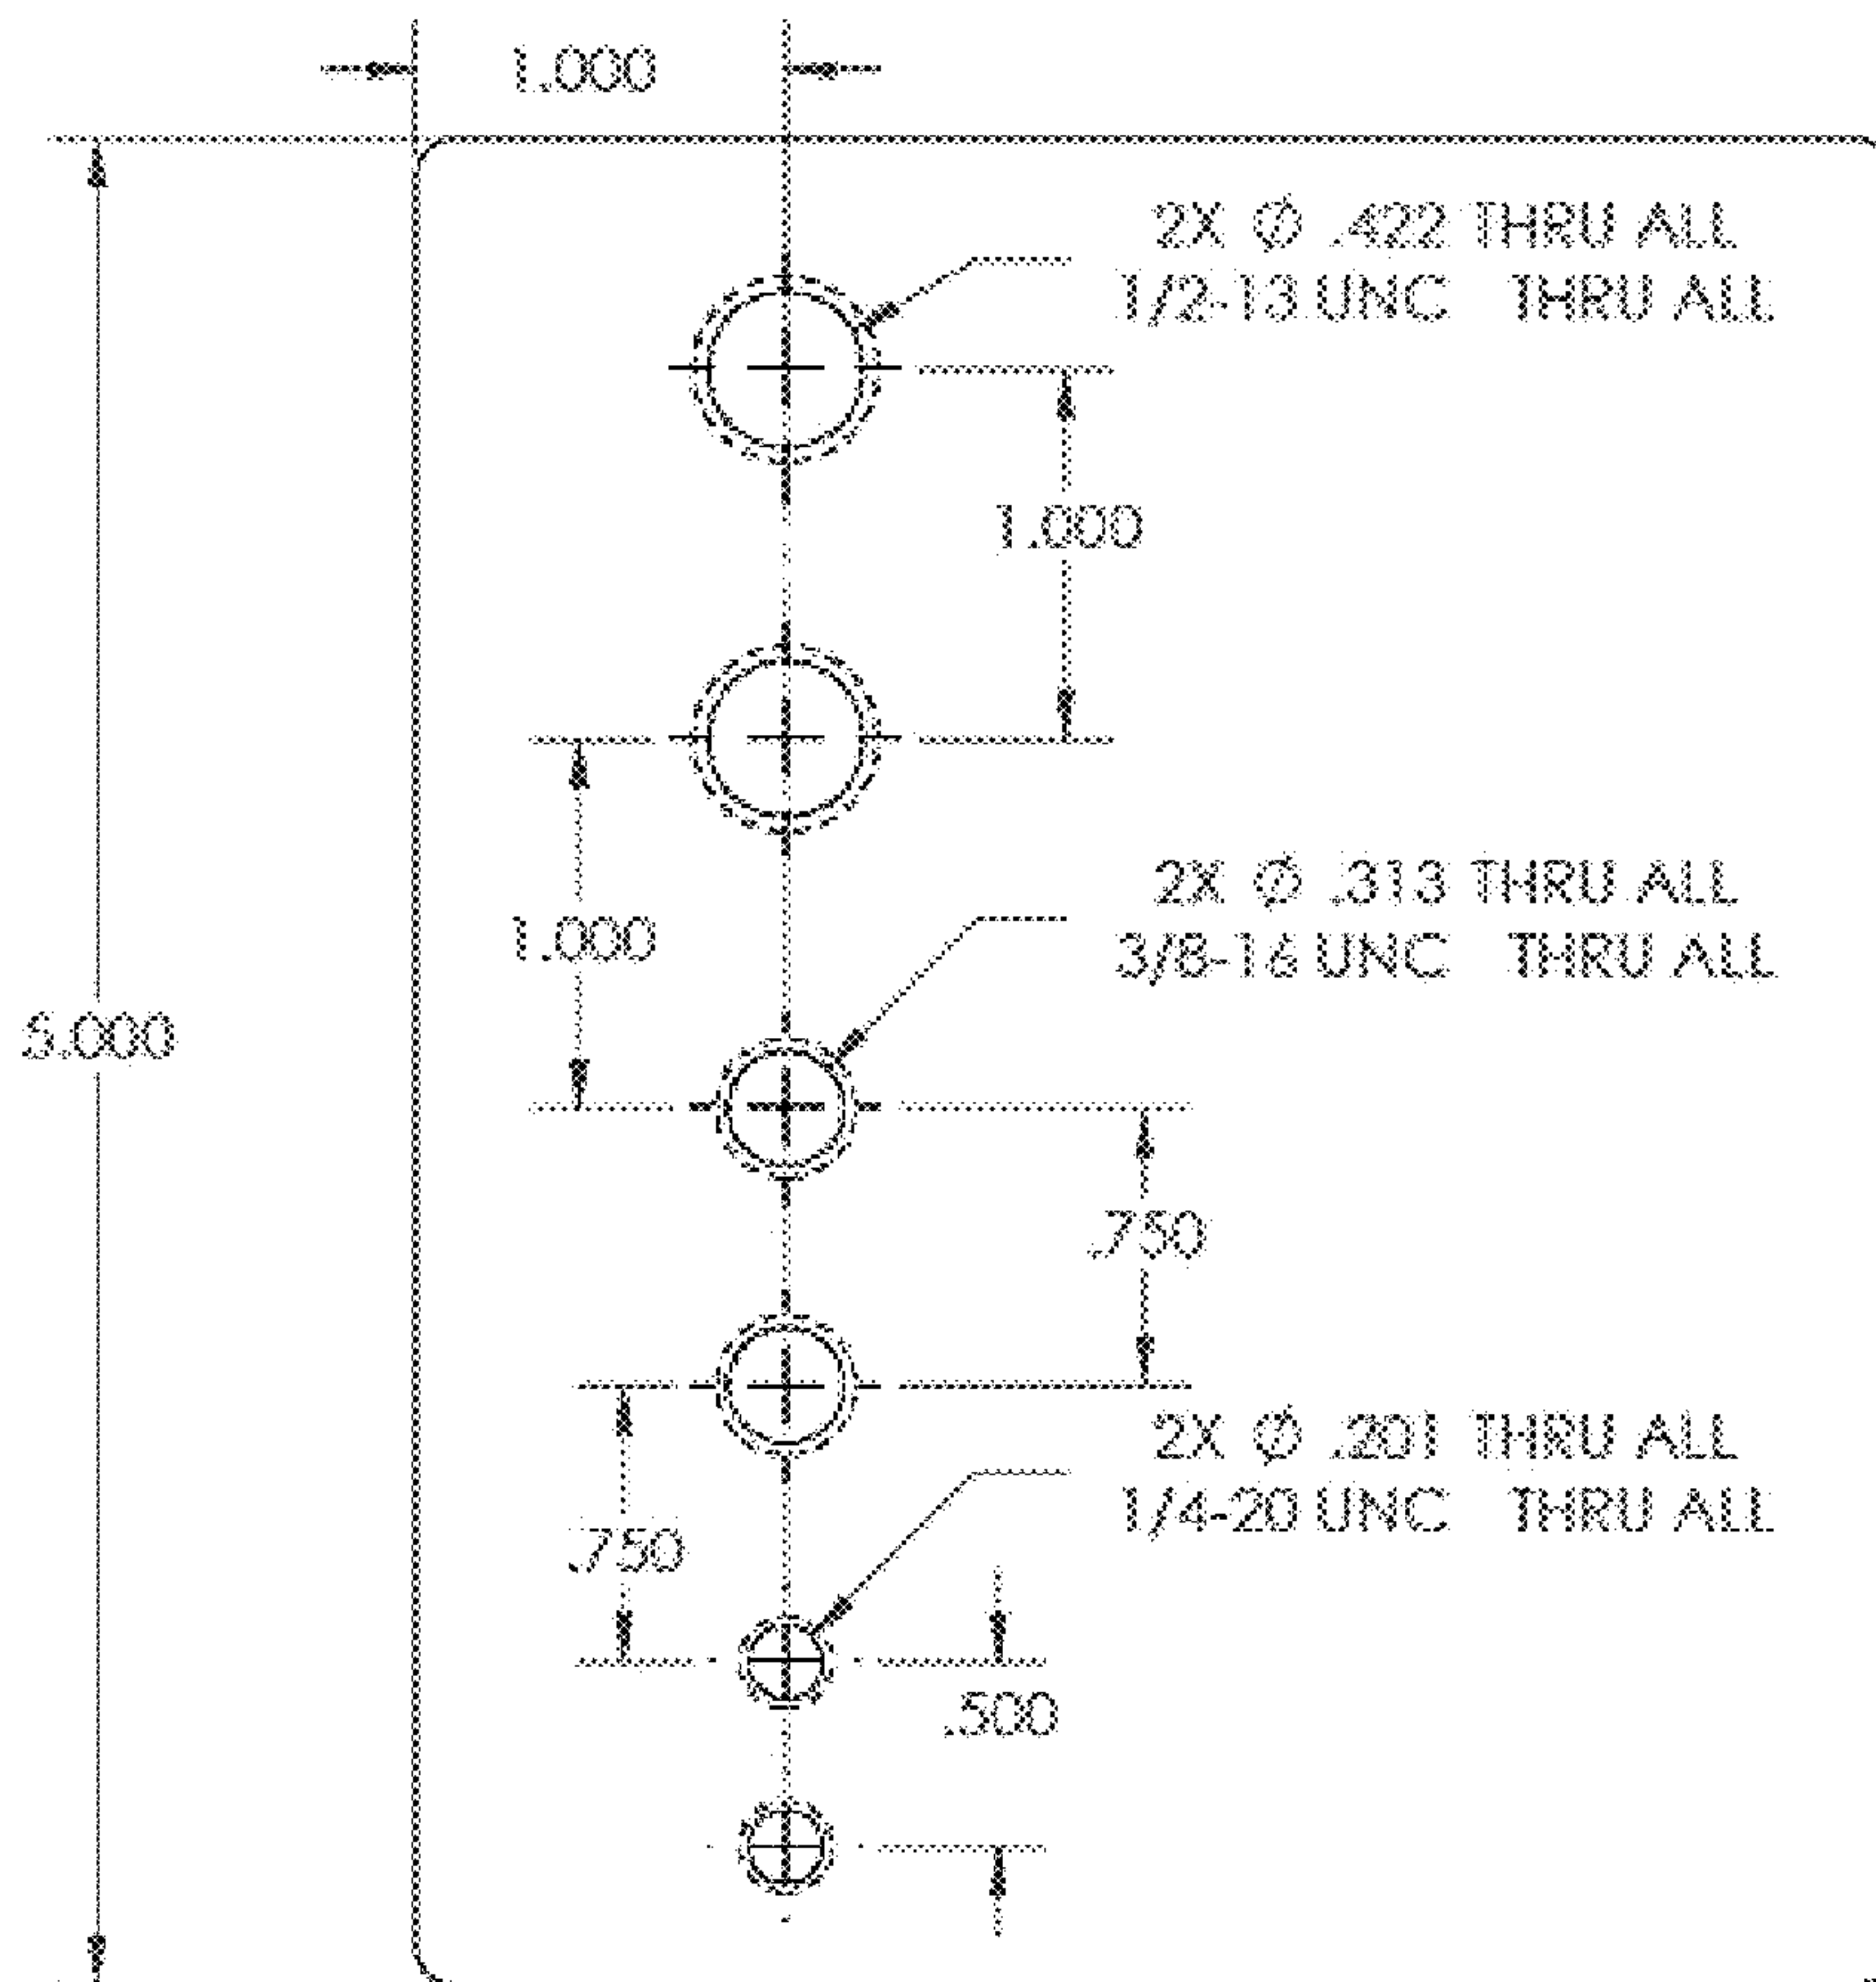 1.000
2X Ø .422 THRU ALL
1/2-13 UNC THRU ALL
1.000
2X Ø .313 THRU ALL
1.000
3/8-16 UNC THRU ALL
5.000
.750
2X Ø .201 THRU ALL
1/4-20 UNC THRU ALL
.750
.500